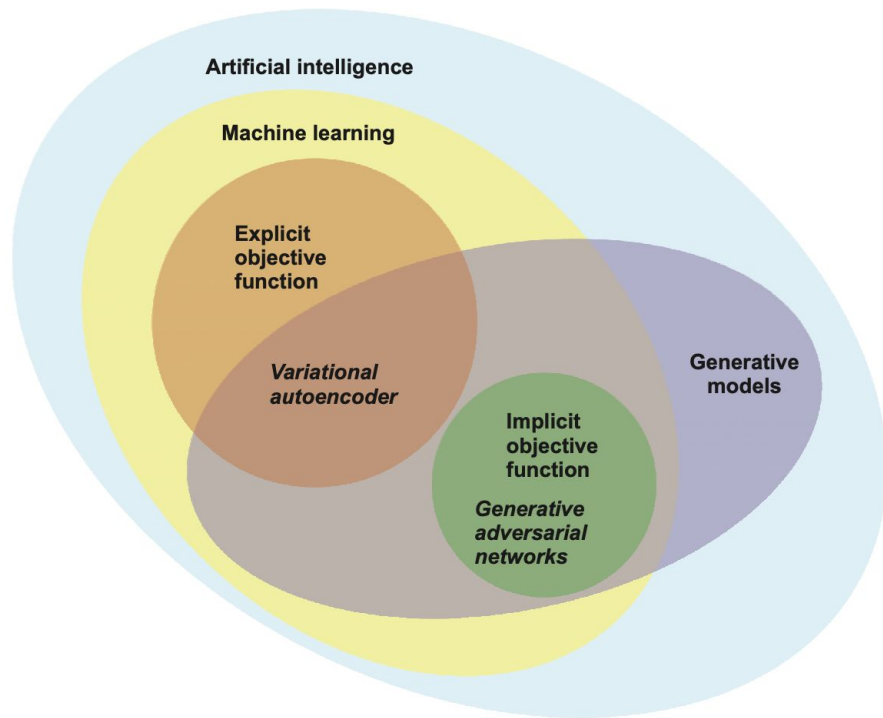 Artificial intelligence
Machine learning
Explicit
objective
function
Variational
autoencoder
Generative
models
Implicit
objective
function
Generative
adversarial
networks